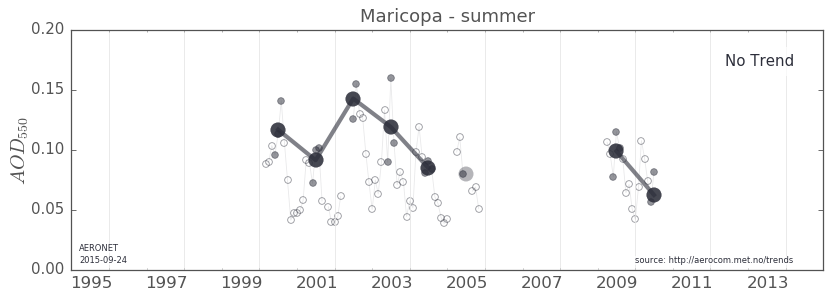 Maricopa - summer
0.20
No Trend
0.15
0.10
AOD550
0.05
AERONET
2015-09-24
source: http://aerocom.met.no/trends
0.00
1995 1997 1999 2001 2003 2005 2007 2009 2011 2013